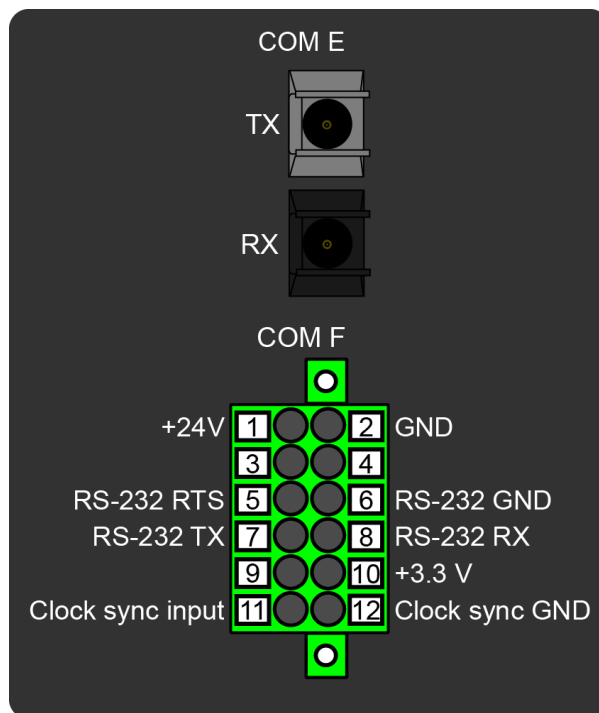 COM E
TX
RX
COM F
+24V 1 2 GND
3 4
RS-232 RTS 5 6 RS-232 GND
RS-232 TX 7 8 RS-232 RX
9 10 +3.3 V
Clock sync input 11 12 Clock sync GND